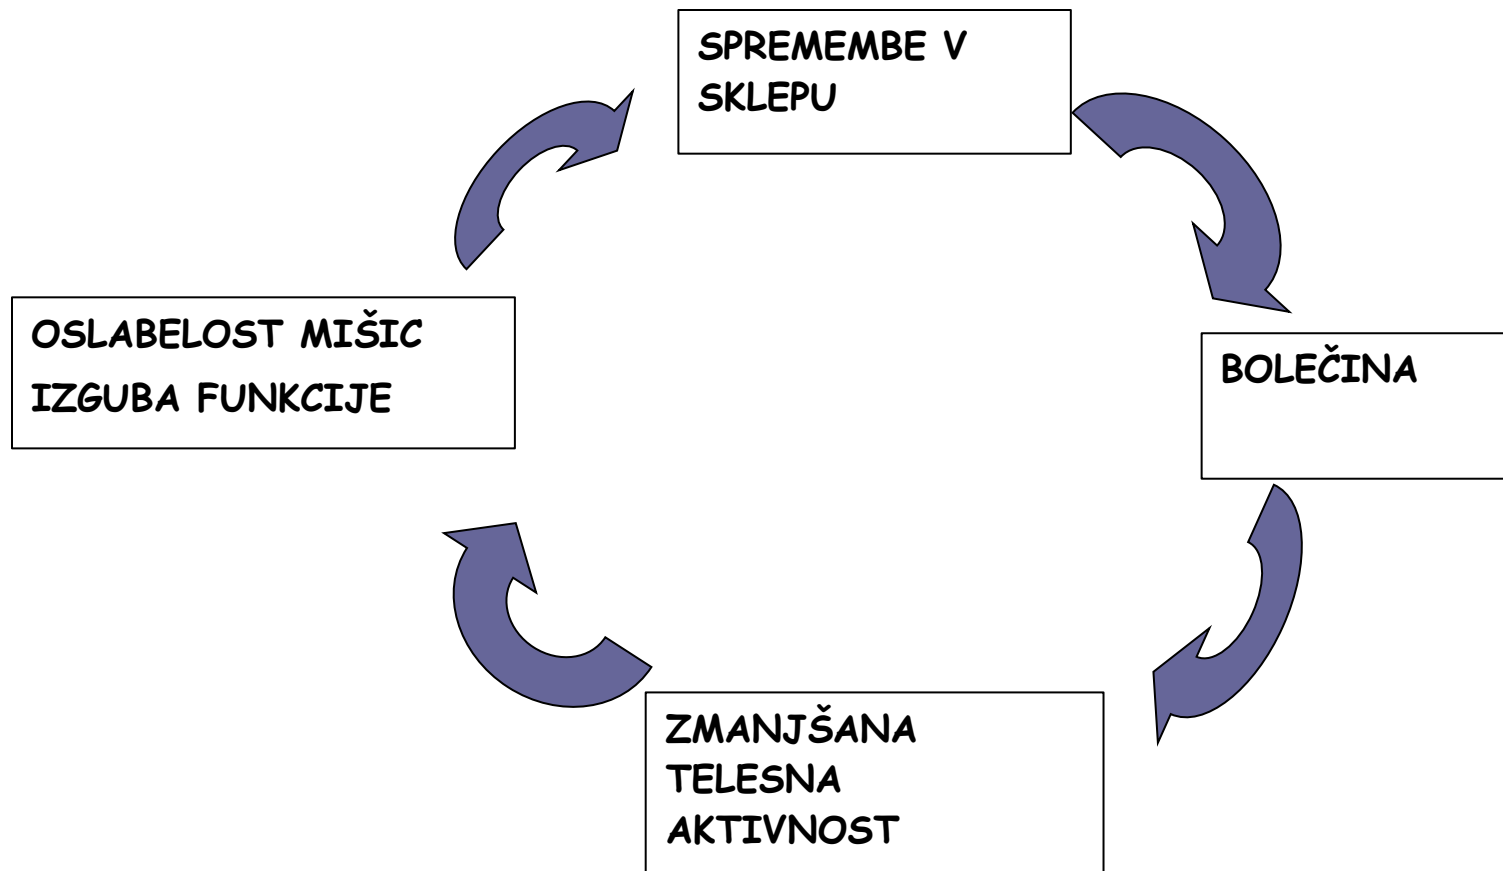 SPREMEMBE V
SKLEPU
OSLABELOST MIŠIC
IZGUBA FUNKCIJE
BOLEČINA
ZMANJŠANA
TELESNA
AKTIVNOST